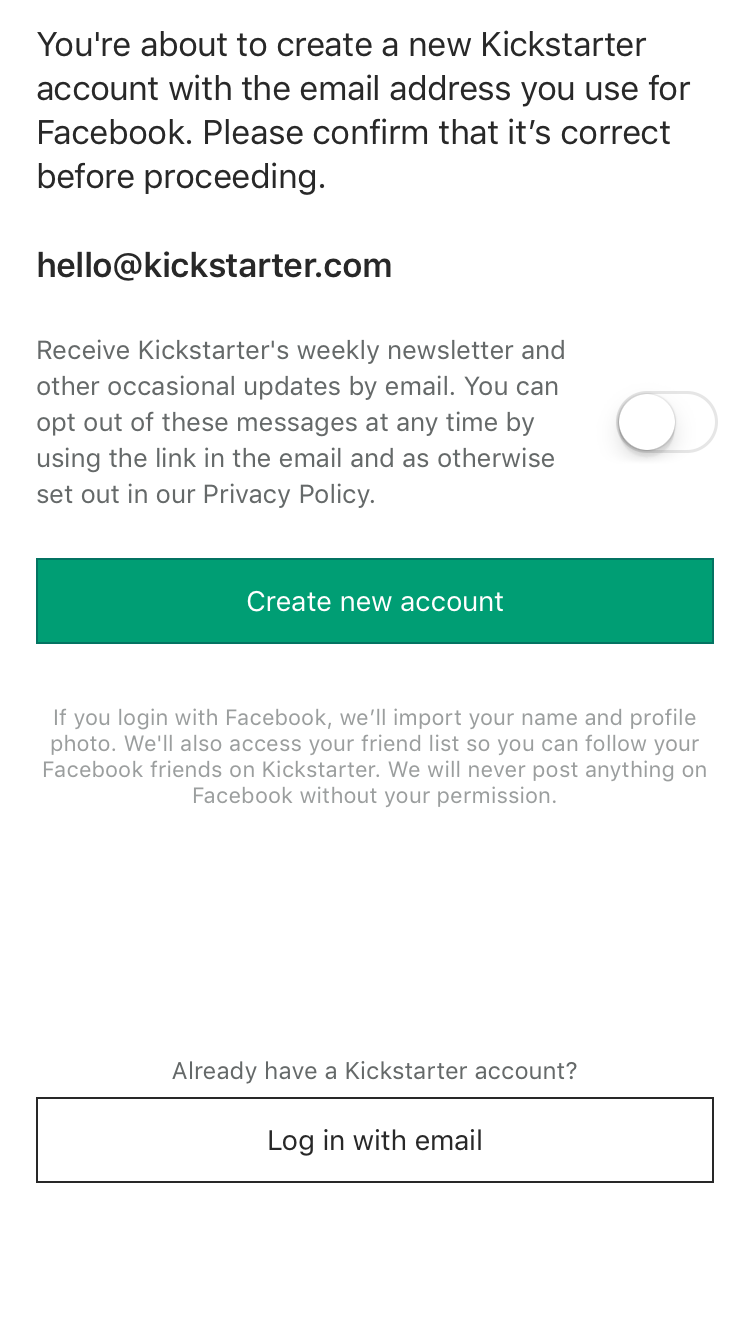 You're about to create a new Kickstarter
account with the email address you use for
Facebook. Please confirm that it’s correct
before proceeding.
hello@kickstarter.com
Receive Kickstarter's weekly newsletter and
other occasional updates by email. You can
opt out of these messages at any time by
using the link in the email and as otherwise
set out in our Privacy Policy.
Create new account
If you login with Facebook, we’ll import your name and profile
photo. We'll also access your friend list so you can follow your
Facebook friends on Kickstarter. We will never post anything on
Facebook without your permission.
Already have a Kickstarter account?
Log in with email